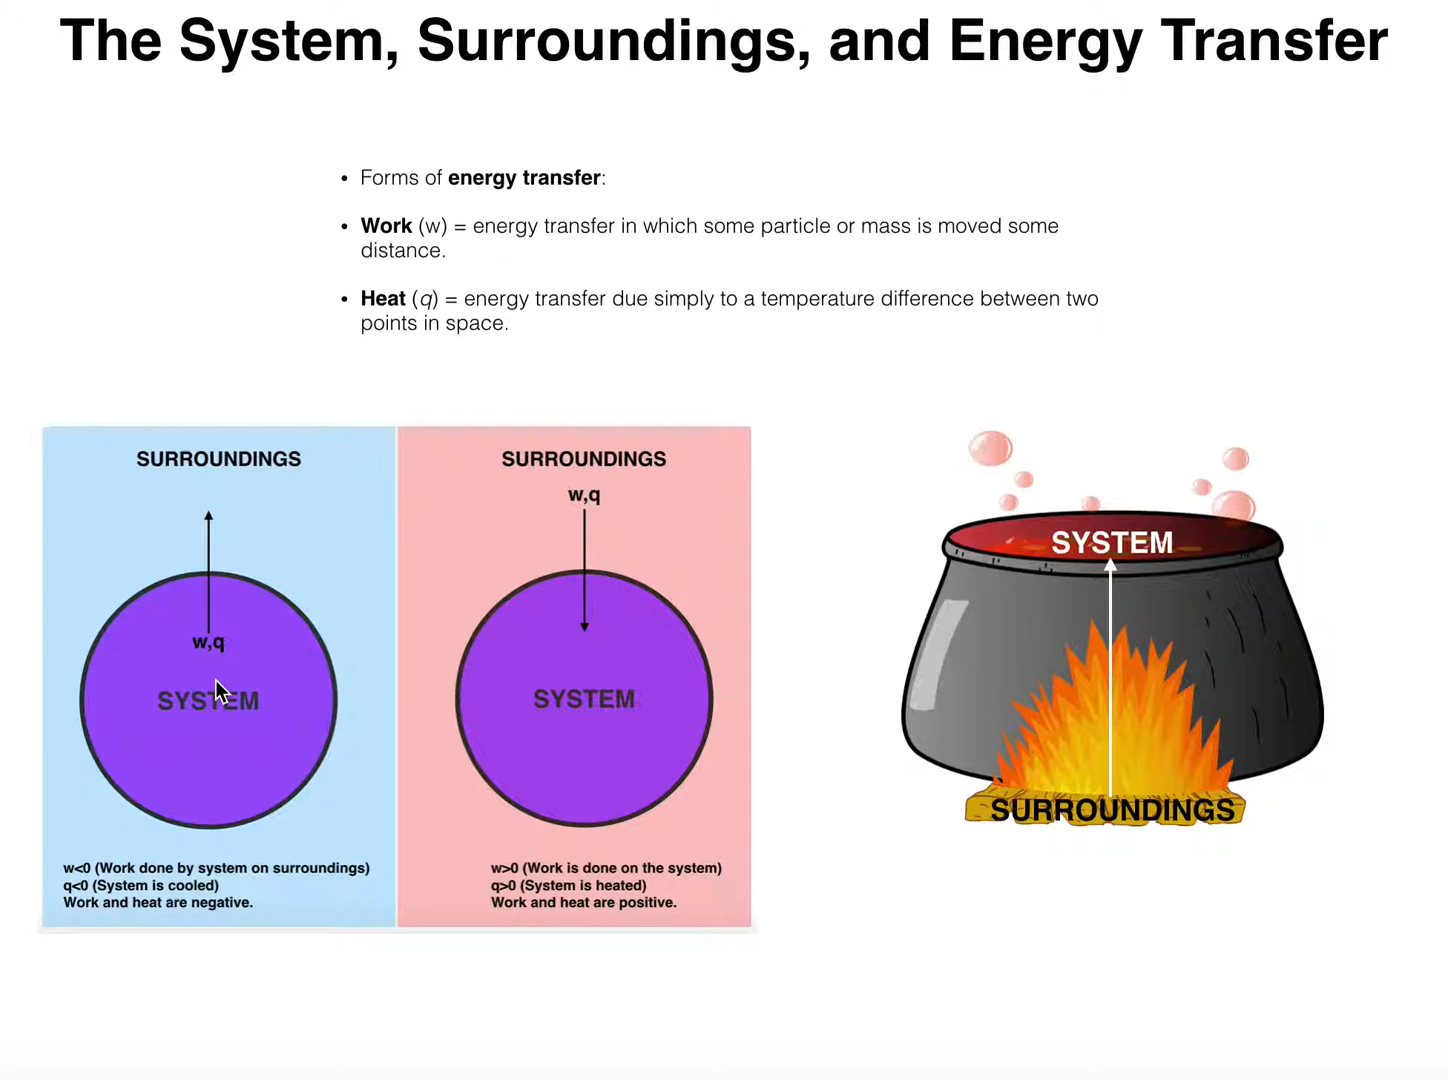 The System, Surroundings, and Energy Transfer
• Forms of energy transfer:
• Work (w) = energy transfer in which some particle or mass is moved some
distance.
• Heat (q) = energy transfer due simply to a temperature difference between two
points in space.
SURROUNDINGS
w,q
SYSTEM
w<0 (Work done by system on surroundings)
q<0 (System is cooled)
Work and heat are negative.
SURROUNDINGS
w,q
SYSTEM
w>0 (Work is done on the system)
q>0 (System is heated)
Work and heat are positive.
SYSTEM
SURROUNDINGS